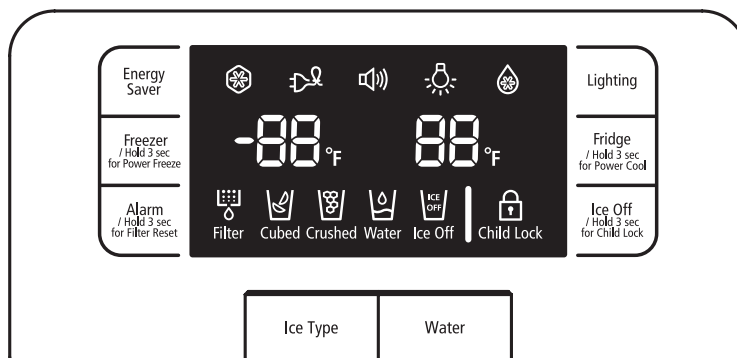 Energy
Saver
Lighting
-88 °F
88 °F
Freezer
/ Hold 3 sec
for Power Freeze
Fridge
/ Hold 3 sec
for Power Cool
Alarm
/ Hold 3 sec
for Filter Reset
ICE
OFF
Filter Cubed Crushed Water Ice Off Child Lock
Ice Off
/ Hold 3 sec
for Child Lock
Ice Type
Water